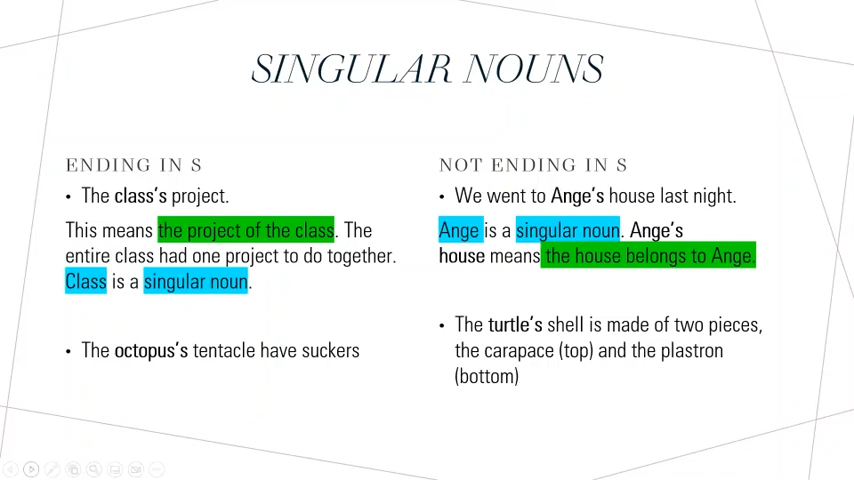 SINGULAR NOUNS
ENDING IN S
• The class's project.
This means the project of the class. The
entire class had one project to do together.
Class is a singular noun.
• The octopus's tentacle have suckers
NOT ENDING IN S
• We went to Ange's house last night.
Ange is a singular noun. Ange's
house means the house belongs to Ange.
• The turtle's shell is made of two pieces,
the carapace (top) and the plastron
(bottom)